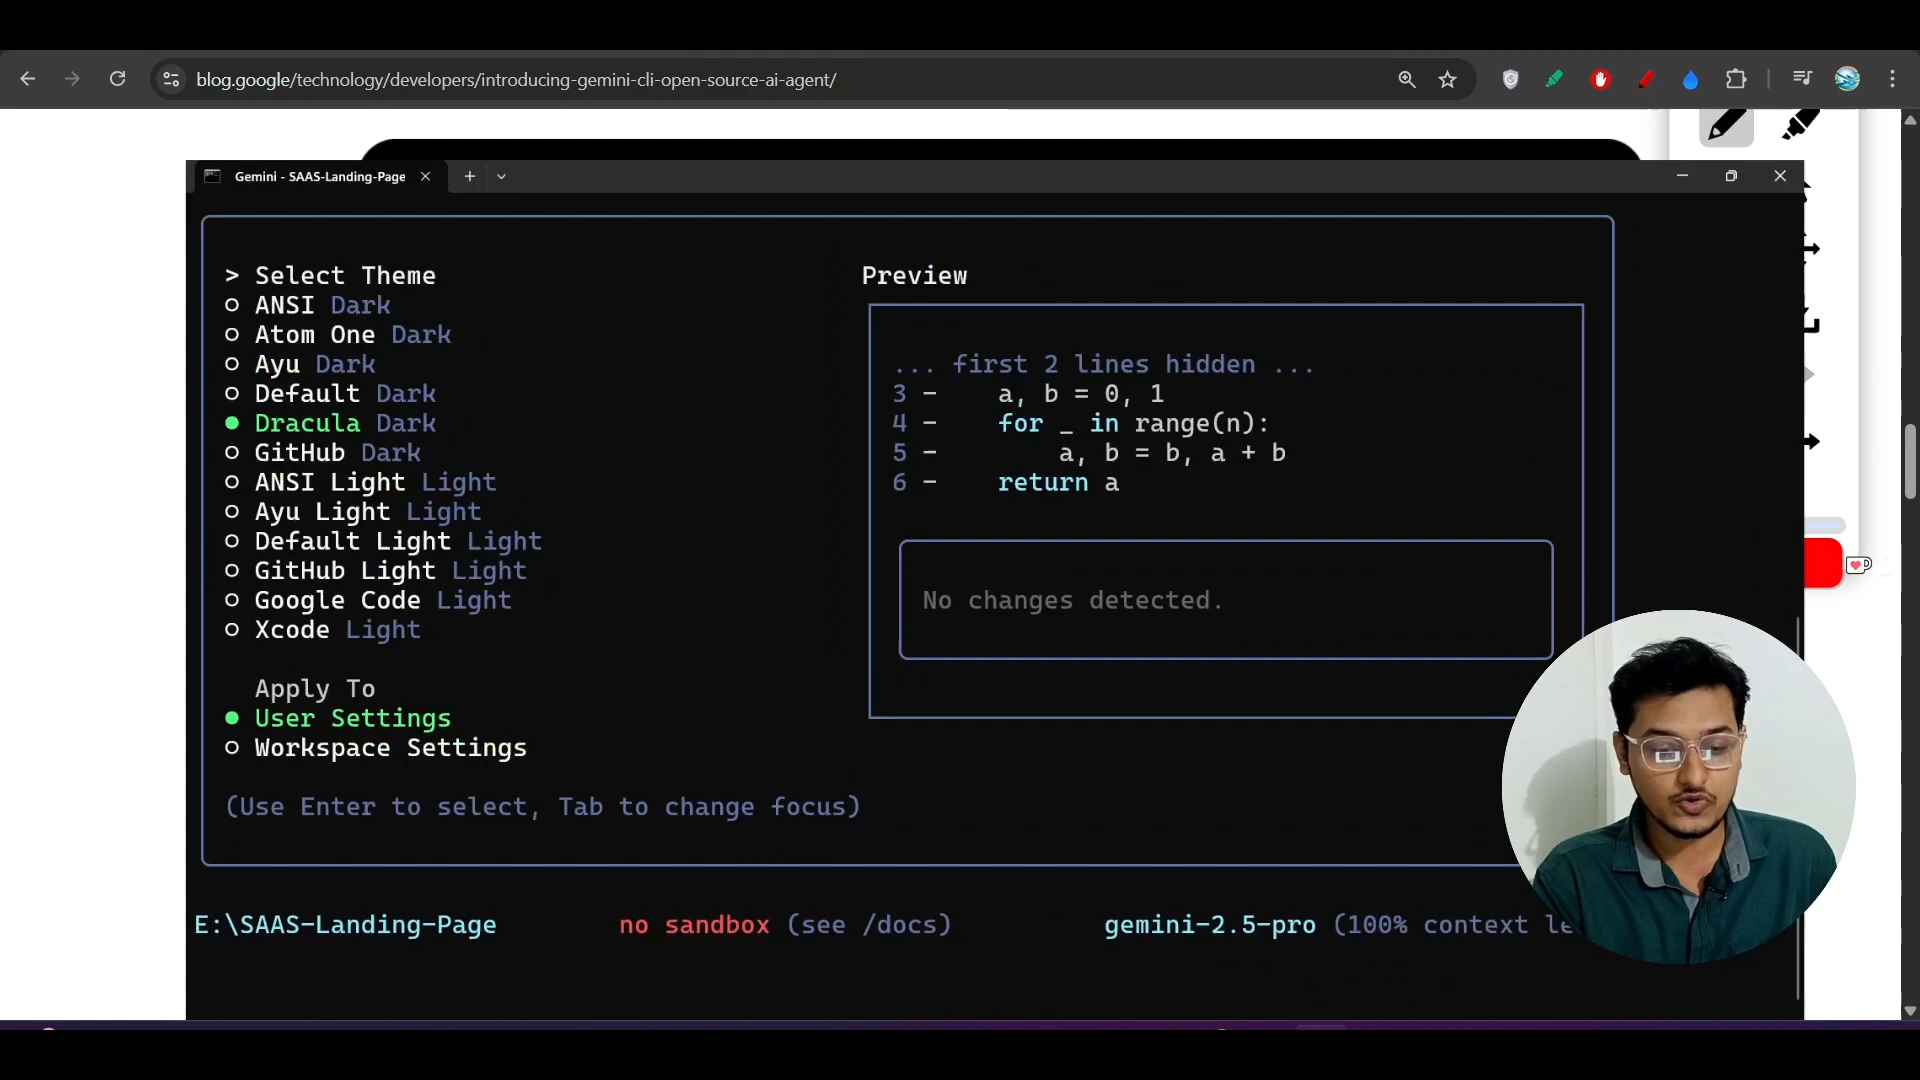 blog.google/technology/developers/introducing-gemini-cli-open-source-ai-agent/
Gemini - SAAS-Landing-Page
> Select Theme
ANSI Dark
Atom One Dark
Ayu Dark
Default Dark
Dracula Dark
GitHub Dark
ANSI Light Light
Ayu Light Light
Default Light Light
GitHub Light Light
Google Code Light
Xcode Light
Apply To
User Settings
Workspace Settings
(Use Enter to select, Tab to change focus)
Preview
... first 2 lines hidden ...
3 - a, b = 0, 1
4 - for _ in range(n):
5 - a, b = b, a + b
6 - return a
No changes detected.
E:\SAAS-Landing-Page no sandbox (see /docs) gemini-2.5-pro (100% context le